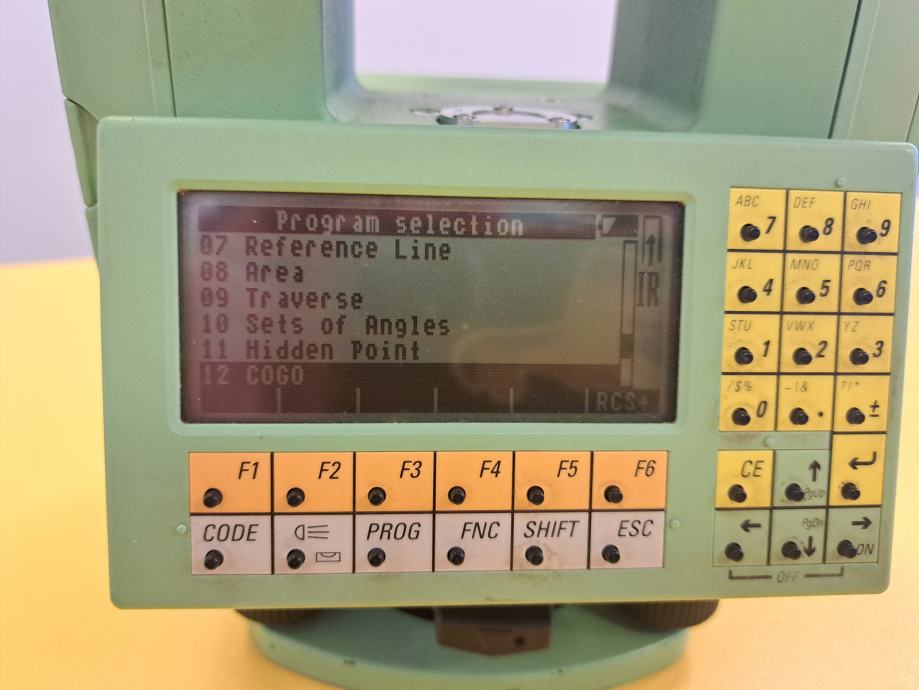 Program selection
07 Reference Line
IR
08 Area
09 Traverse
10 Sets of Angles
11 Hidden Point
12 COGO
RCS+
ABC 7 DEF 8 GHI 9
JKL 4 MNO 5 PQR 6
STU 1 VWX 2 YZ 3
/$% 0 -!& . ?!* ±
F1 F2 F3 F4 F5 F6
CE ↑ PgUp ↵
CODE PROG FNC SHIFT ESC
← PgDn ↓ → ON
OFF